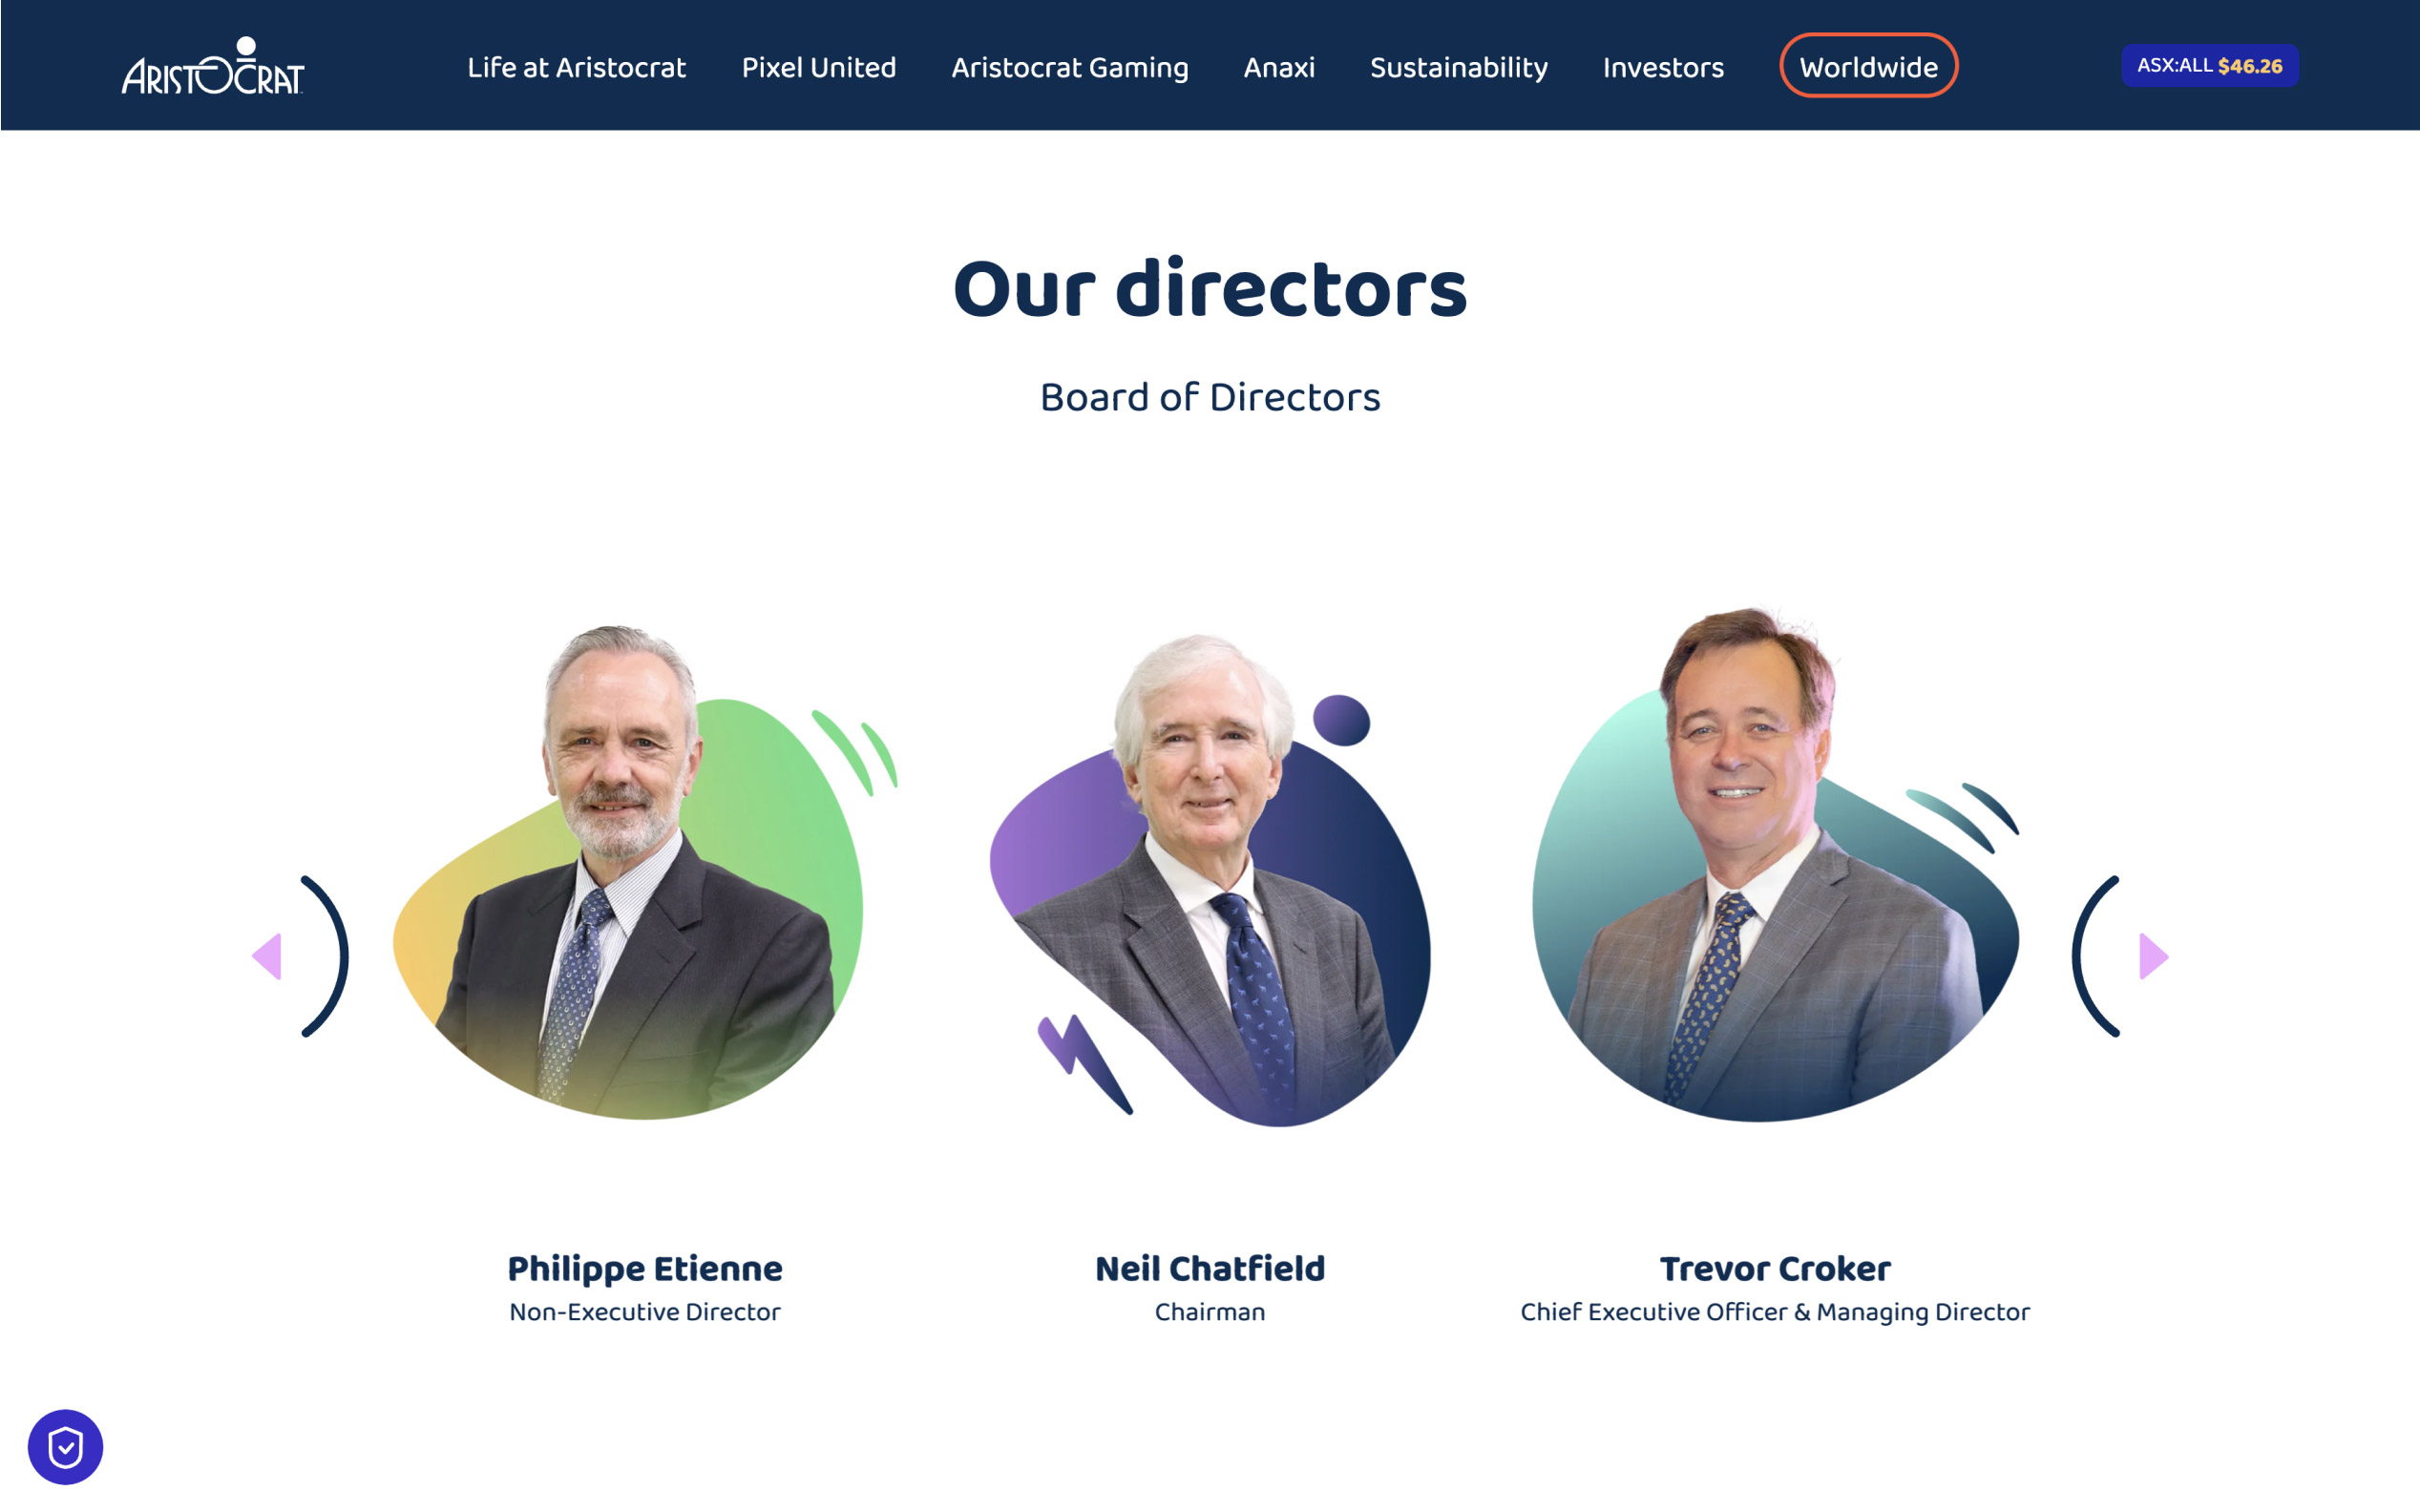 ARISTOCRAT
Life at Aristocrat
Pixel United
Aristocrat Gaming
Anaxi
Sustainability
Investors
Worldwide
ASX:ALL $46.26
Our directors
Board of Directors
Philippe Etienne
Non-Executive Director
Neil Chatfield
Chairman
Trevor Croker
Chief Executive Officer & Managing Director